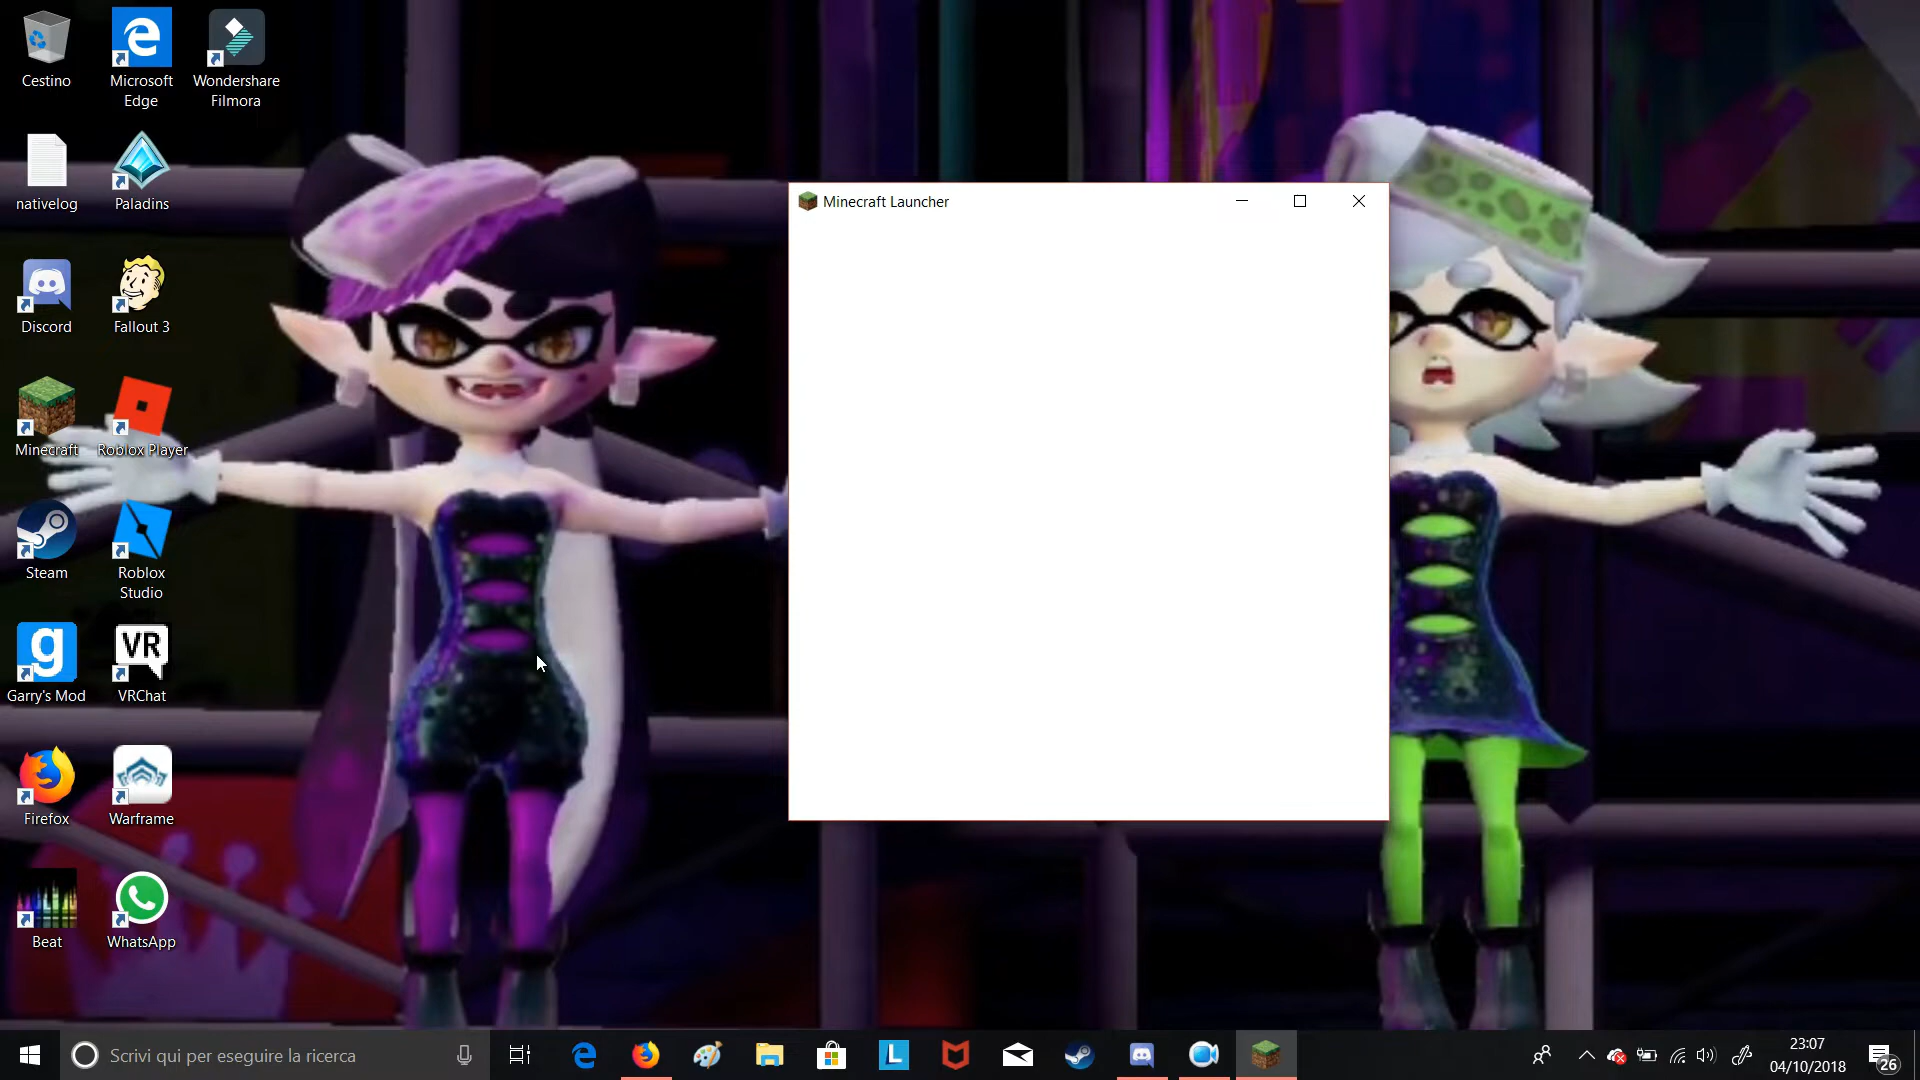 Cestino
Microsoft
Edge
Wondershare
Filmora
nativelog
Paladins
Discord
Fallout 3
Minecraft
Roblox Player
Steam
Roblox
Studio
g
Garry's Mod
VR
VRChat
Firefox
Warframe
Beat
WhatsApp
Minecraft Launcher
Scrivi qui per eseguire la ricerca
L
23:07
04/10/2018
26